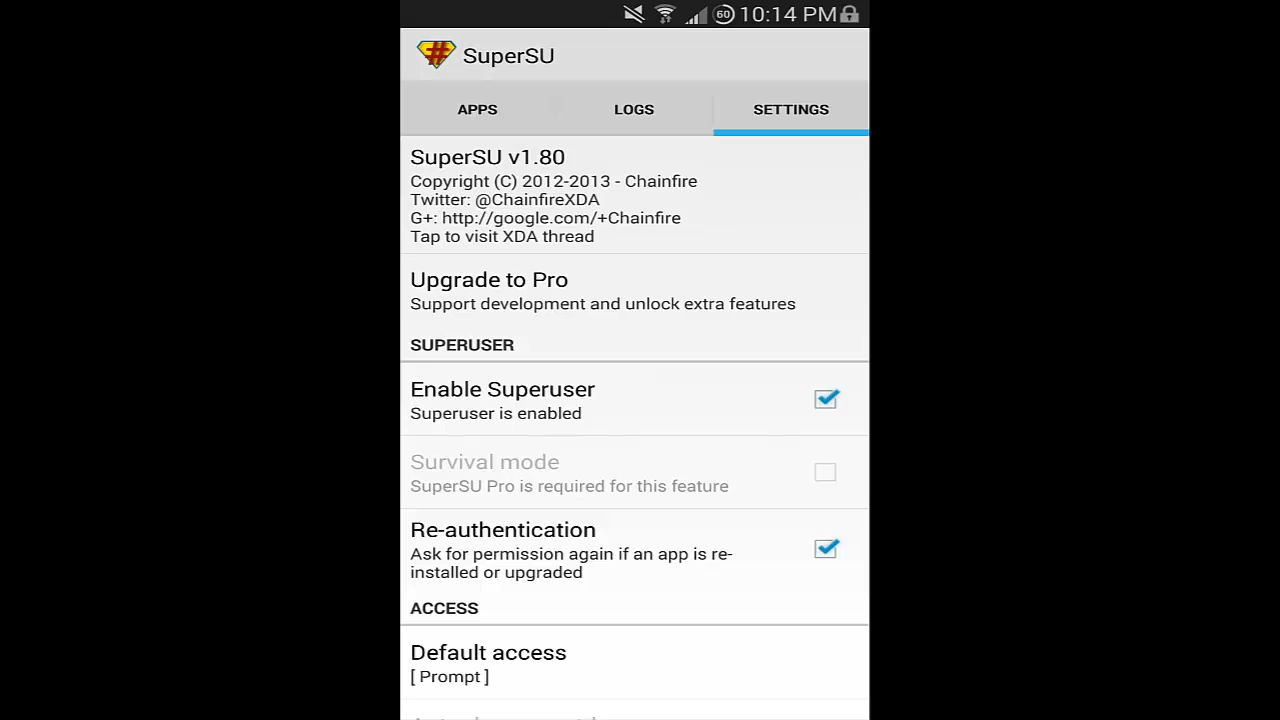 60 10:14 PM
# SuperSU
APPS LOGS SETTINGS
SuperSU v1.80
Copyright (C) 2012-2013 - Chainfire
Twitter: @ChainfireXDA
G+: http://google.com/+Chainfire
Tap to visit XDA thread
Upgrade to Pro
Support development and unlock extra features
SUPERUSER
Enable Superuser
Superuser is enabled
Survival mode
SuperSU Pro is required for this feature
Re-authentication
Ask for permission again if an app is re-
installed or upgraded
ACCESS
Default access
[ Prompt ]